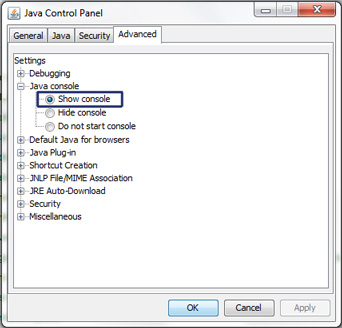 Java Control Panel
General Java Security Advanced
Settings
Debugging
Java console
Show console
Hide console
Do not start console
Default Java for browsers
Java Plug-in
Shortcut Creation
JNLP File/MIME Association
JRE Auto-Download
Security
Miscellaneous
OK Cancel Apply